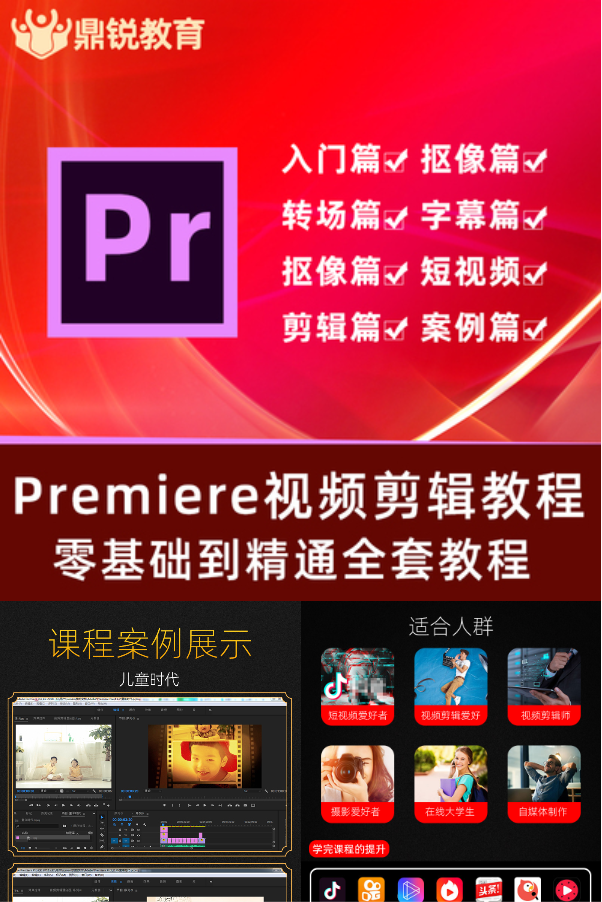 鼎锐教育
Pr
入门篇 抠像篇
转场篇 字幕篇
抠像篇 短视频
剪辑篇 案例篇
Premiere视频剪辑教程
零基础到精通全套教程
课程案例展示
儿童时代
适合人群
短视频爱好者 视频剪辑爱好 视频剪辑师
摄影爱好者 在线大学生 自媒体制作
学完课程的提升
头条!